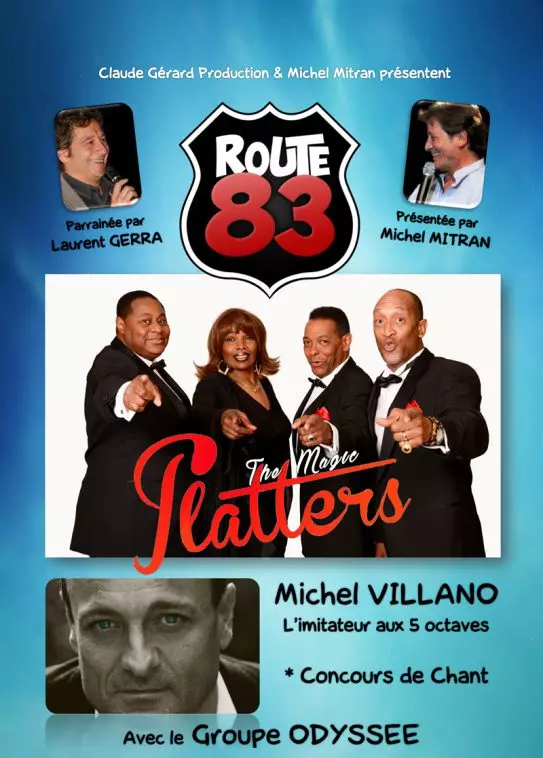 Claude Gérard Production & Michel Mitran présentent
ROUTE
83
Parrainée par
Laurent GERRA
Présentée par
Michel MITRAN
The Magic
Platters
Michel VILLANO
L'imitateur aux 5 octaves
* Concours de Chant
Avec le Groupe ODYSSEE